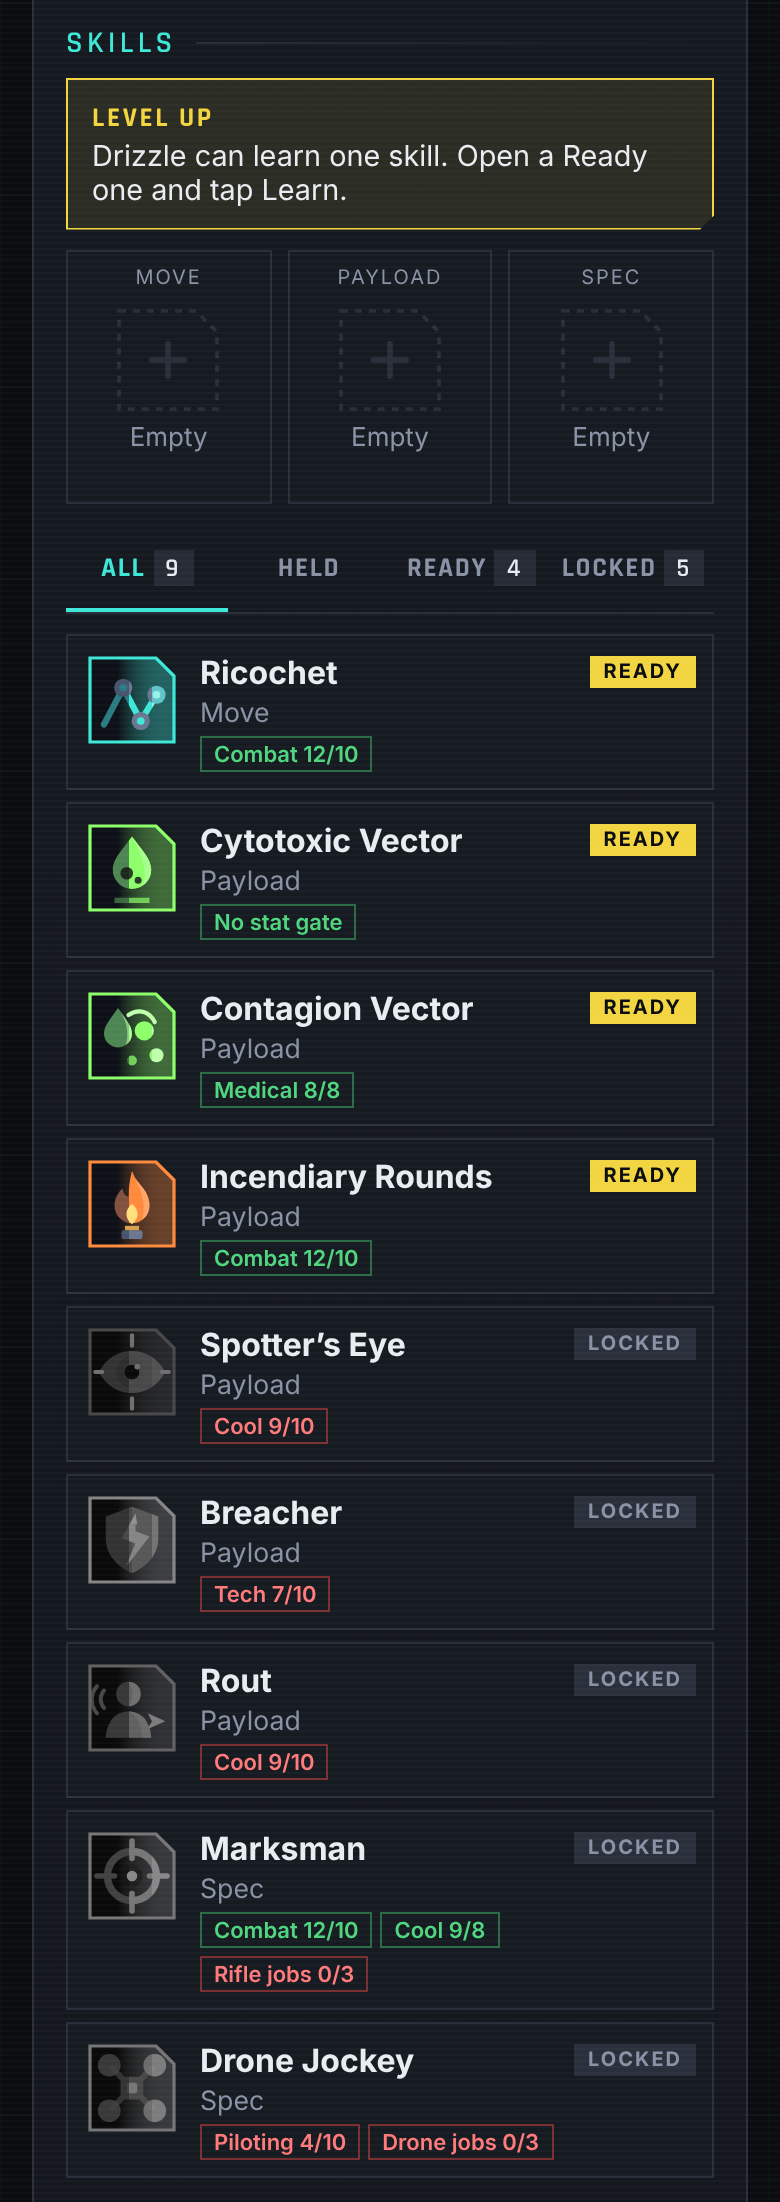 SKILLS
LEVEL UP
Drizzle can learn one skill. Open a Ready
one and tap Learn.
MOVE PAYLOAD SPEC
Empty Empty Empty
ALL 9 HELD READY 4 LOCKED 5
Ricochet READY
Move
Combat 12/10
Cytotoxic Vector READY
Payload
No stat gate
Contagion Vector READY
Payload
Medical 8/8
Incendiary Rounds READY
Payload
Combat 12/10
Spotter’s Eye LOCKED
Payload
Cool 9/10
Breacher LOCKED
Payload
Tech 7/10
Rout LOCKED
Payload
Cool 9/10
Marksman LOCKED
Spec
Combat 12/10 Cool 9/8
Rifle jobs 0/3
Drone Jockey LOCKED
Spec
Piloting 4/10 Drone jobs 0/3